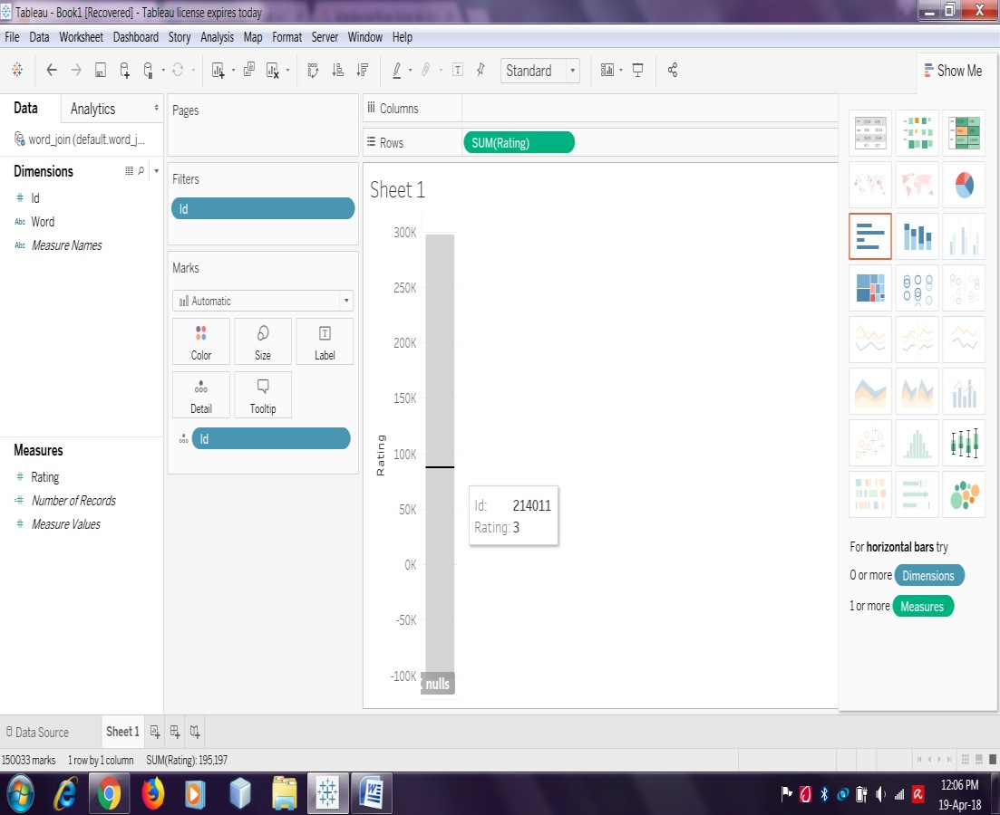 Tableau - Book1 [Recovered] - Tableau license expires today
File Data Worksheet Dashboard Story Analysis Map Format Server Window Help
Standard
Show Me
Data
Analytics
word_join (default.word_j...
Dimensions
# Id
Abc Word
Abc Measure Names
Measures
# Rating
=# Number of Records
# Measure Values
Pages
Filters
Id
Marks
Automatic
Color Size Label
T
Detail Tooltip
Id
Columns
Rows
SUM(Rating)
Sheet 1
300K
250K
200K
150K
100K
50K
0K
-50K
-100K
Rating
nulls
Id: 214011
Rating: 3
For horizontal bars try
0 or more Dimensions
1 or more Measures
Data Source
Sheet 1
150033 marks 1 row by 1 column SUM(Rating): 195,197
12:06 PM
19-Apr-18